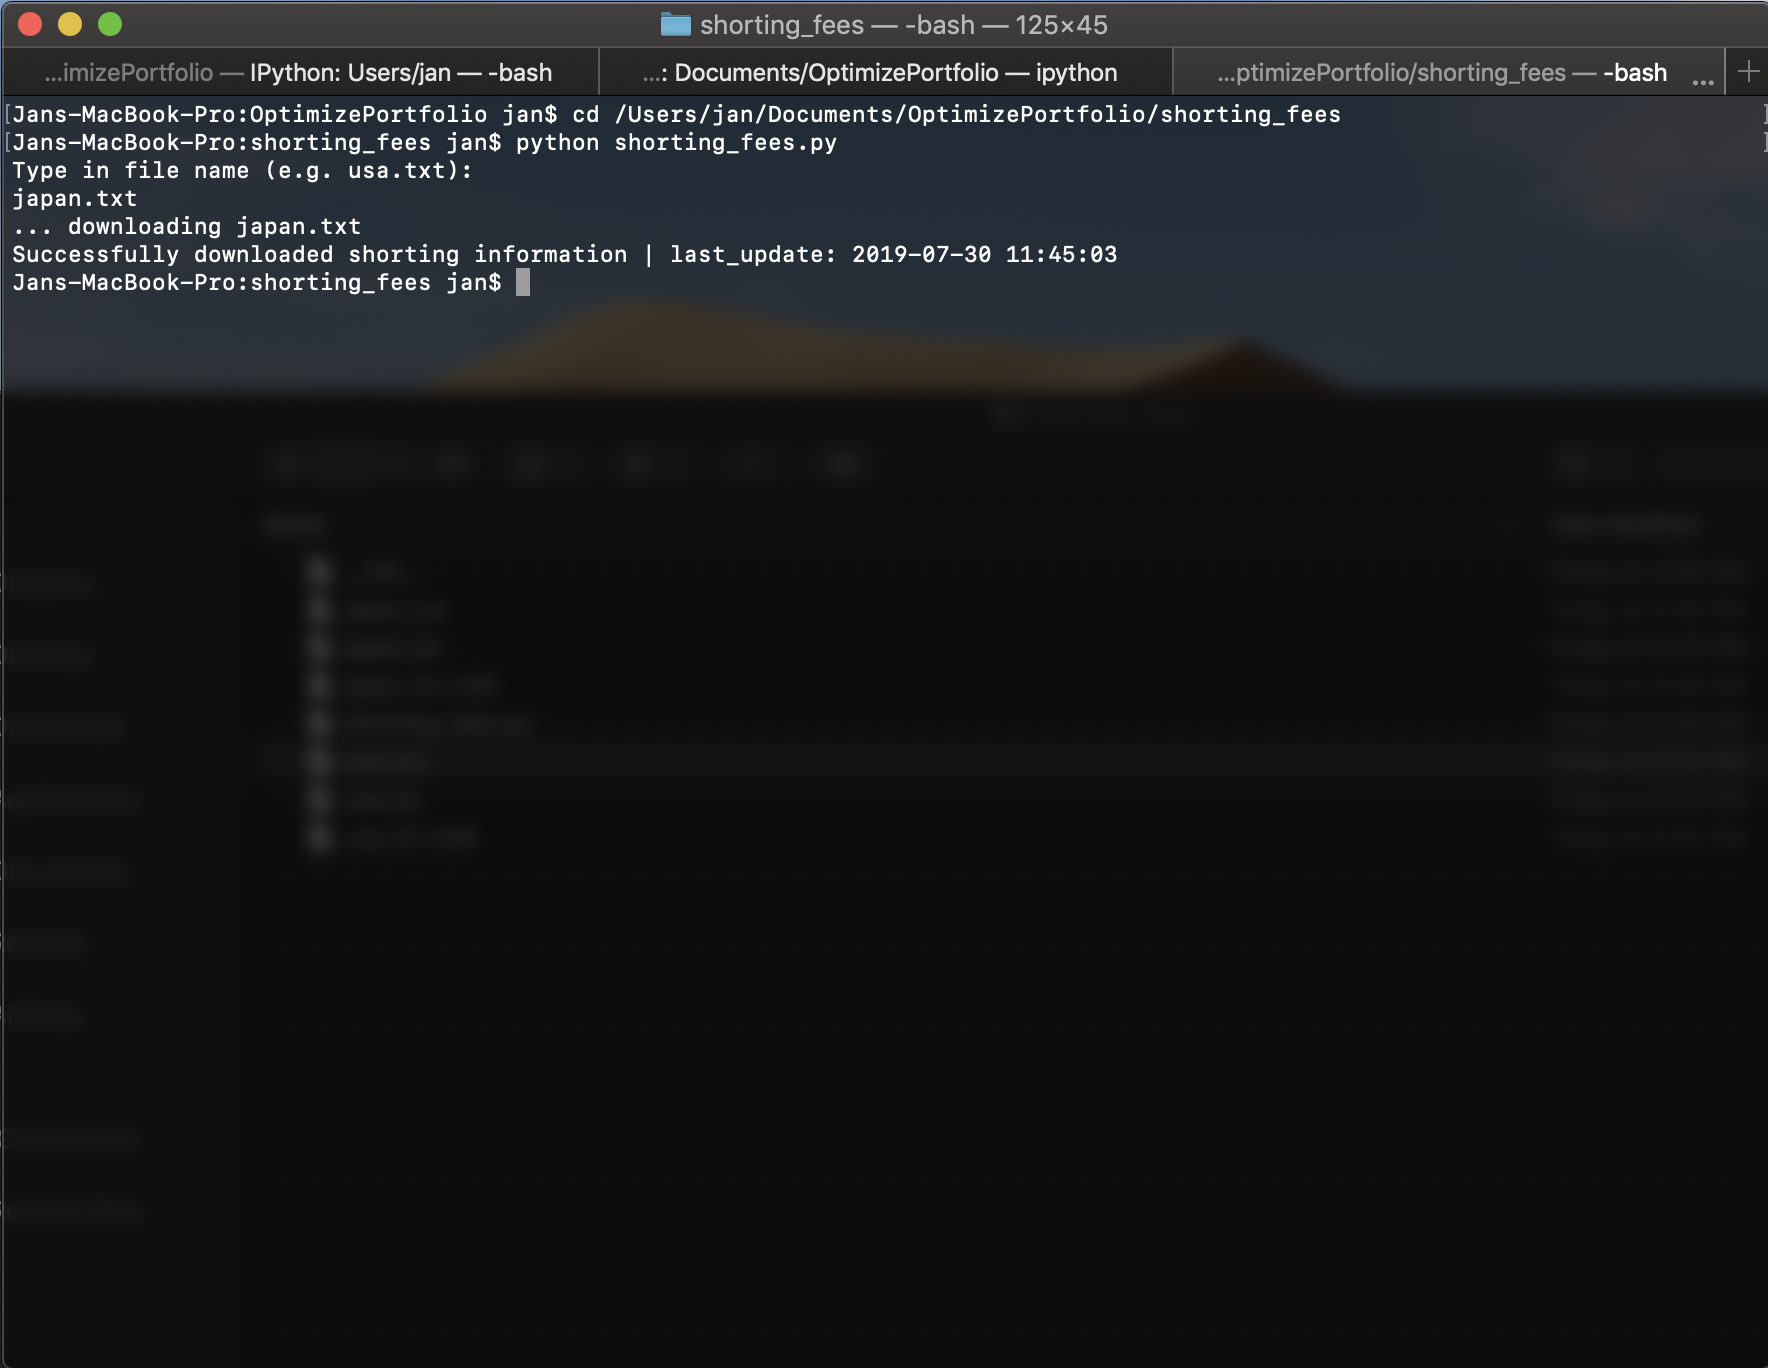 shorting_fees — -bash — 125×45
...imizePortfolio — IPython: Users/jan — -bash
...: Documents/OptimizePortfolio — ipython
...ptimizePortfolio/shorting_fees — -bash ...
[Jans-MacBook-Pro:OptimizePortfolio jan$ cd /Users/jan/Documents/OptimizePortfolio/shorting_fees ]
[Jans-MacBook-Pro:shorting_fees jan$ python shorting_fees.py ]
Type in file name (e.g. usa.txt):
japan.txt
... downloading japan.txt
Successfully downloaded shorting information | last_update: 2019-07-30 11:45:03
Jans-MacBook-Pro:shorting_fees jan$